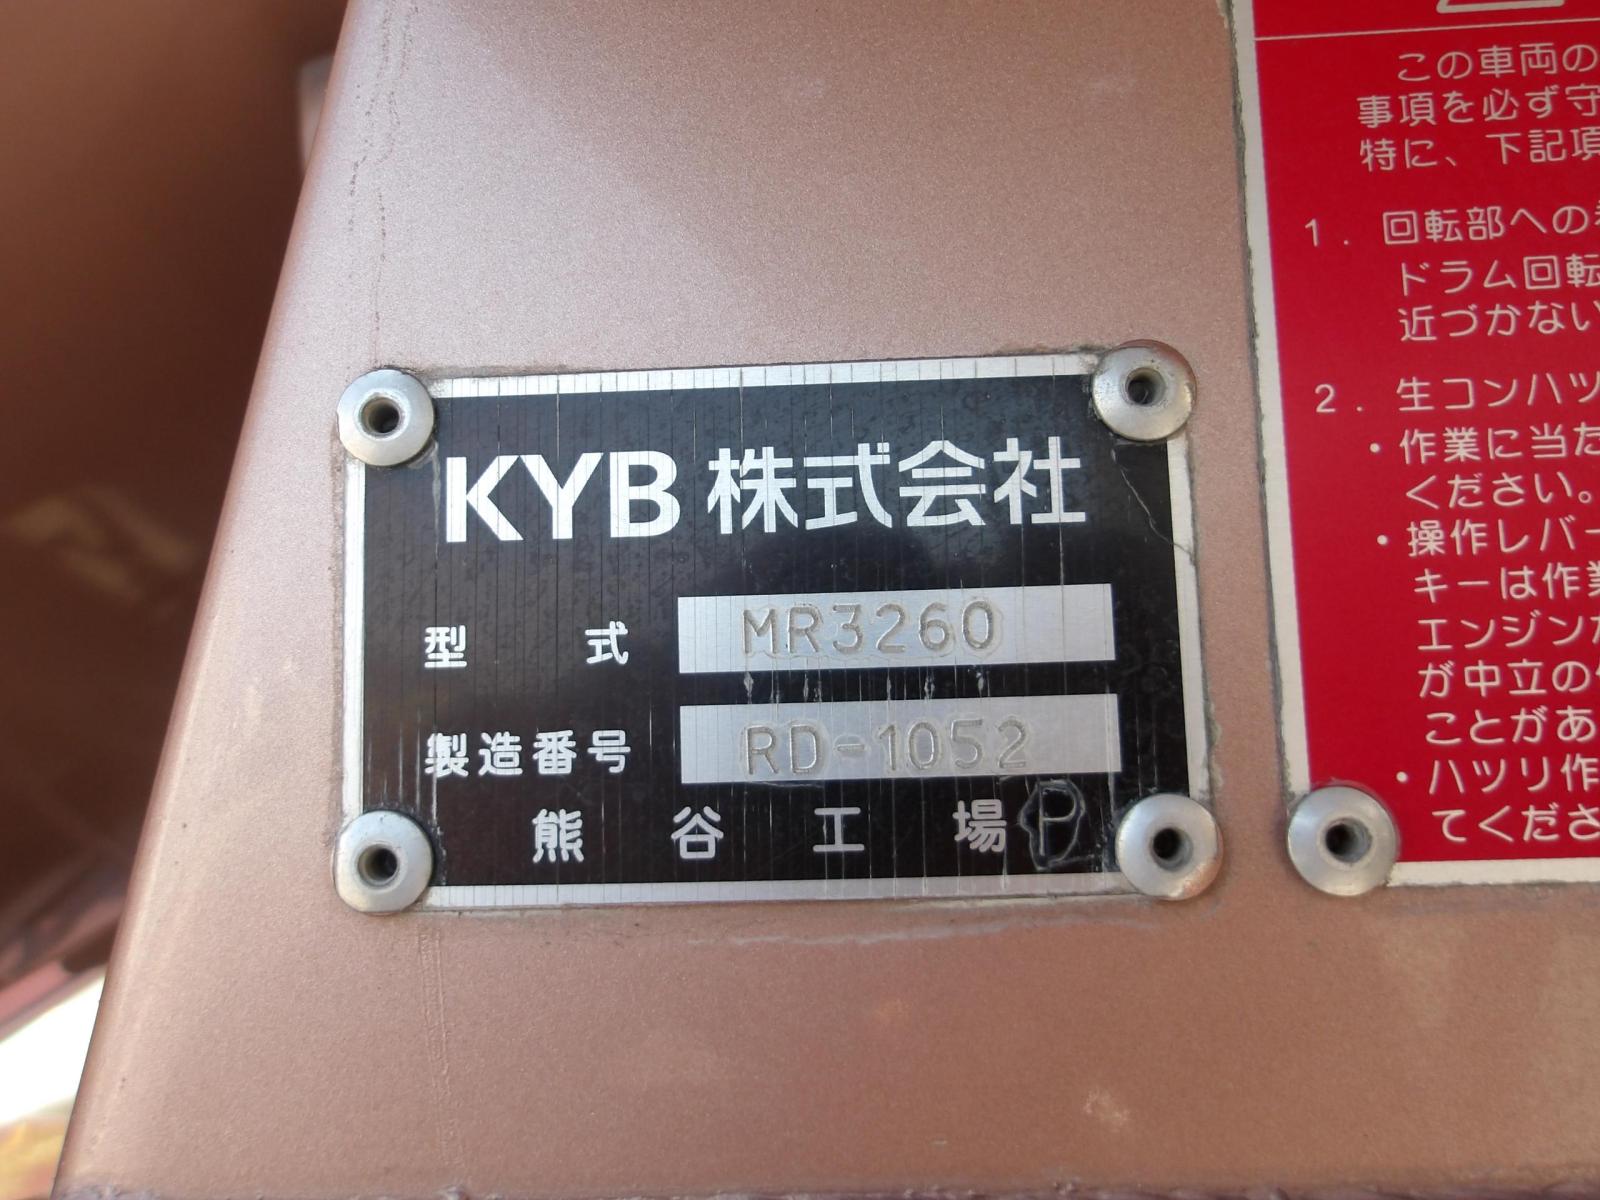 KYB 株式会社
型式 MR3260
製造番号 RD-1052
熊谷工場 P
この車両の
事項を必ず守
特に、下記項
1. 回転部への
ドラム回転
近づかない
2. 生コンハツ
・作業に当た
ください。
・操作レバー
キーは作業
エンジンが
が中立の
ことがあ
・ハツリ作
てくださ